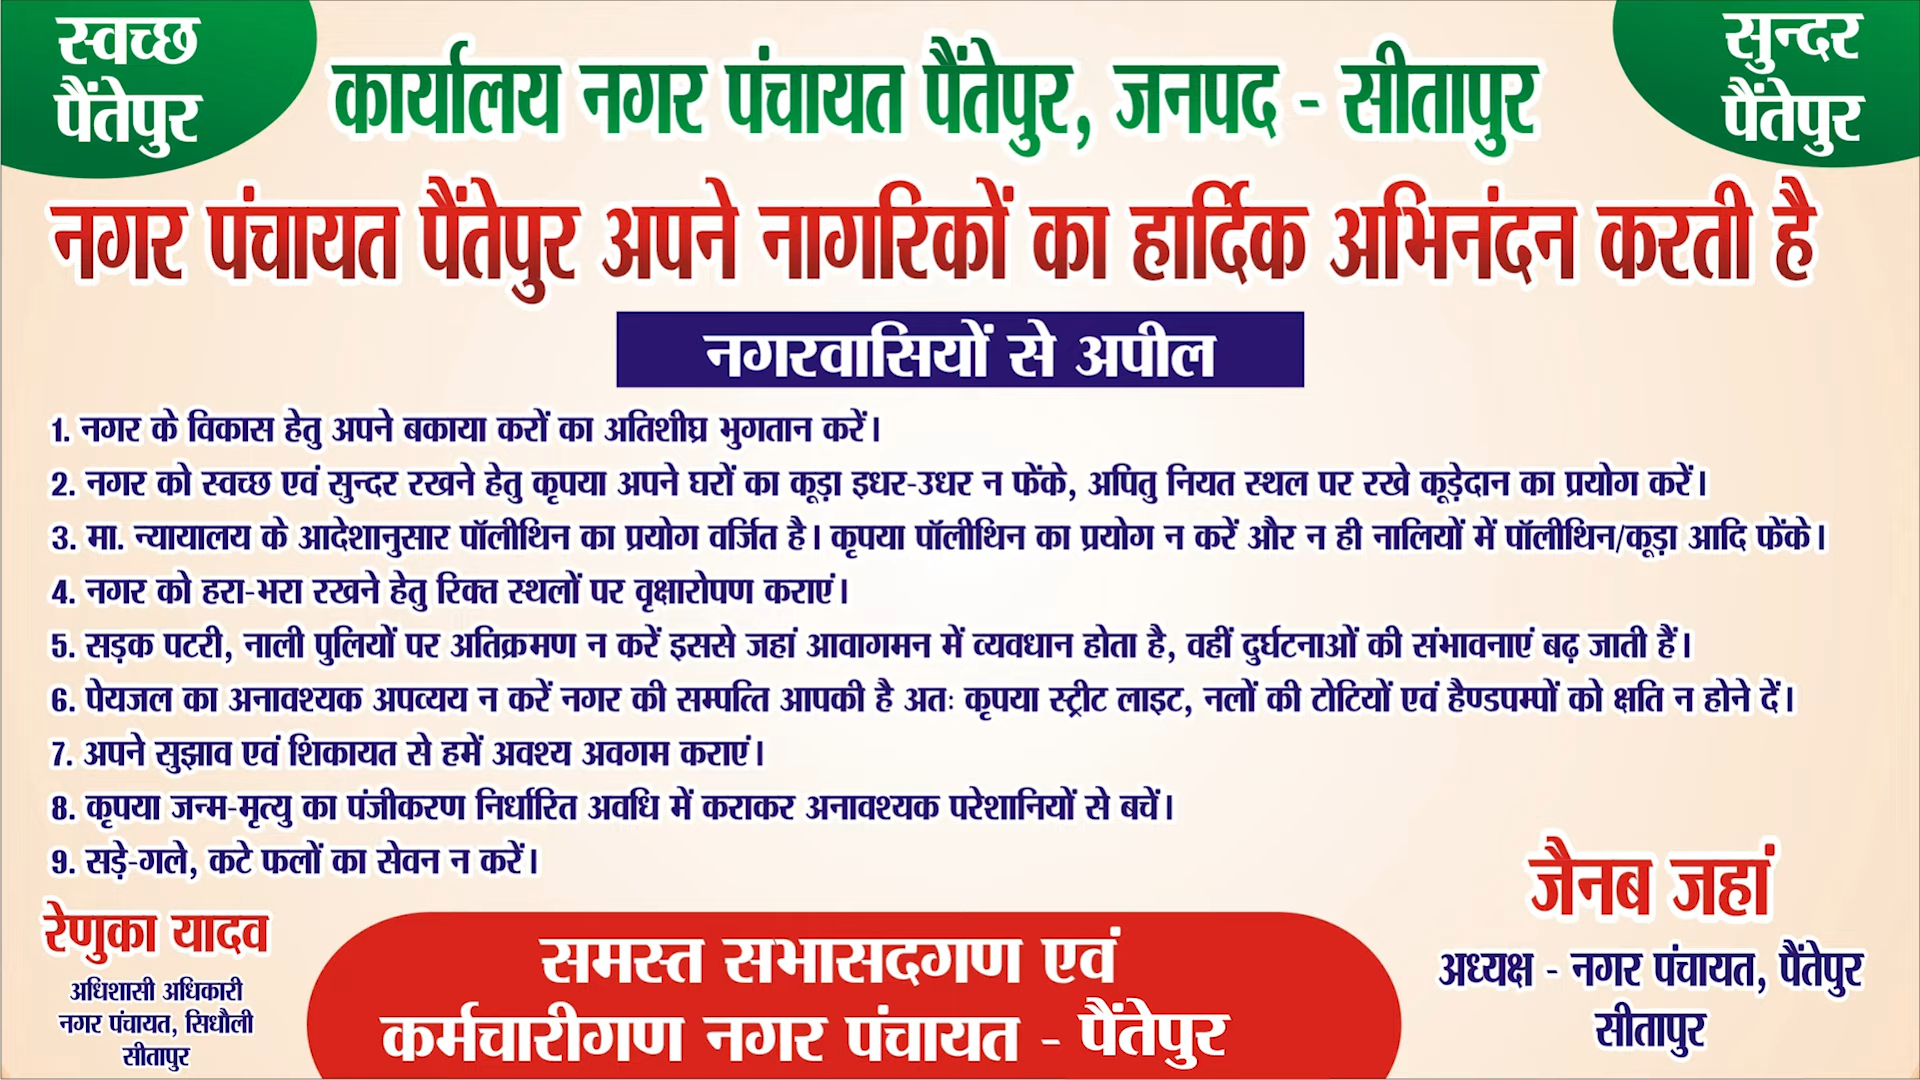 स्वच्छ
पैंतेपुर
सुन्दर
पैंतेपुर
कार्यालय नगर पंचायत पैंतेपुर, जनपद - सीतापुर
नगर पंचायत पैंतेपुर अपने नागरिकों का हार्दिक अभिनंदन करती है
नगरवासियों से अपील
1. नगर के विकास हेतु अपने बकाया करों का अतिशीघ्र भुगतान करें।
2. नगर को स्वच्छ एवं सुन्दर रखने हेतु कृपया अपने घरों का कूड़ा इधर-उधर न फेंके, अपितु नियत स्थल पर रखे कूड़ेदान का प्रयोग करें।
3. मा. न्यायालय के आदेशानुसार पॉलीथिन का प्रयोग वर्जित है। कृपया पॉलीथिन का प्रयोग न करें और न ही नालियों में पॉलीथिन/कूड़ा आदि फेंके।
4. नगर को हरा-भरा रखने हेतु रिक्त स्थलों पर वृक्षारोपण कराएं।
5. सड़क पटरी, नाली पुलियों पर अतिक्रमण न करें इससे जहां आवागमन में व्यवधान होता है, वहीं दुर्घटनाओं की संभावनाएं बढ़ जाती हैं।
6. पेयजल का अनावश्यक अपव्यय न करें नगर की सम्पत्ति आपकी है अतः कृपया स्ट्रीट लाइट, नलों की टोटियों एवं हैण्डपम्पों को क्षति न होने दें।
7. अपने सुझाव एवं शिकायत से हमें अवश्य अवगम कराएं।
8. कृपया जन्म-मृत्यु का पंजीकरण निर्धारित अवधि में कराकर अनावश्यक परेशानियों से बचें।
9. सड़े-गले, कटे फलों का सेवन न करें।
रेणुका यादव
अधिशासी अधिकारी
नगर पंचायत, सिधौली
सीतापुर
समस्त सभासदगण एवं
कर्मचारीगण नगर पंचायत - पैंतेपुर
जैनब जहां
अध्यक्ष - नगर पंचायत, पैंतेपुर
सीतापुर